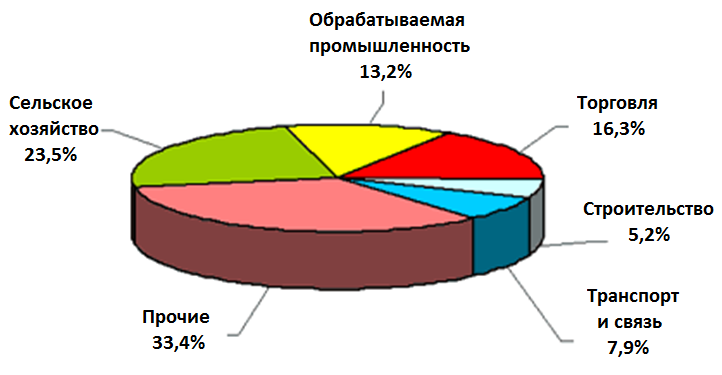 Обрабатываемая
промышленность
13,2%
Сельское
хозяйство
23,5%
Торговля
16,3%
Строительство
5,2%
Транспорт
и связь
7,9%
Прочие
33,4%